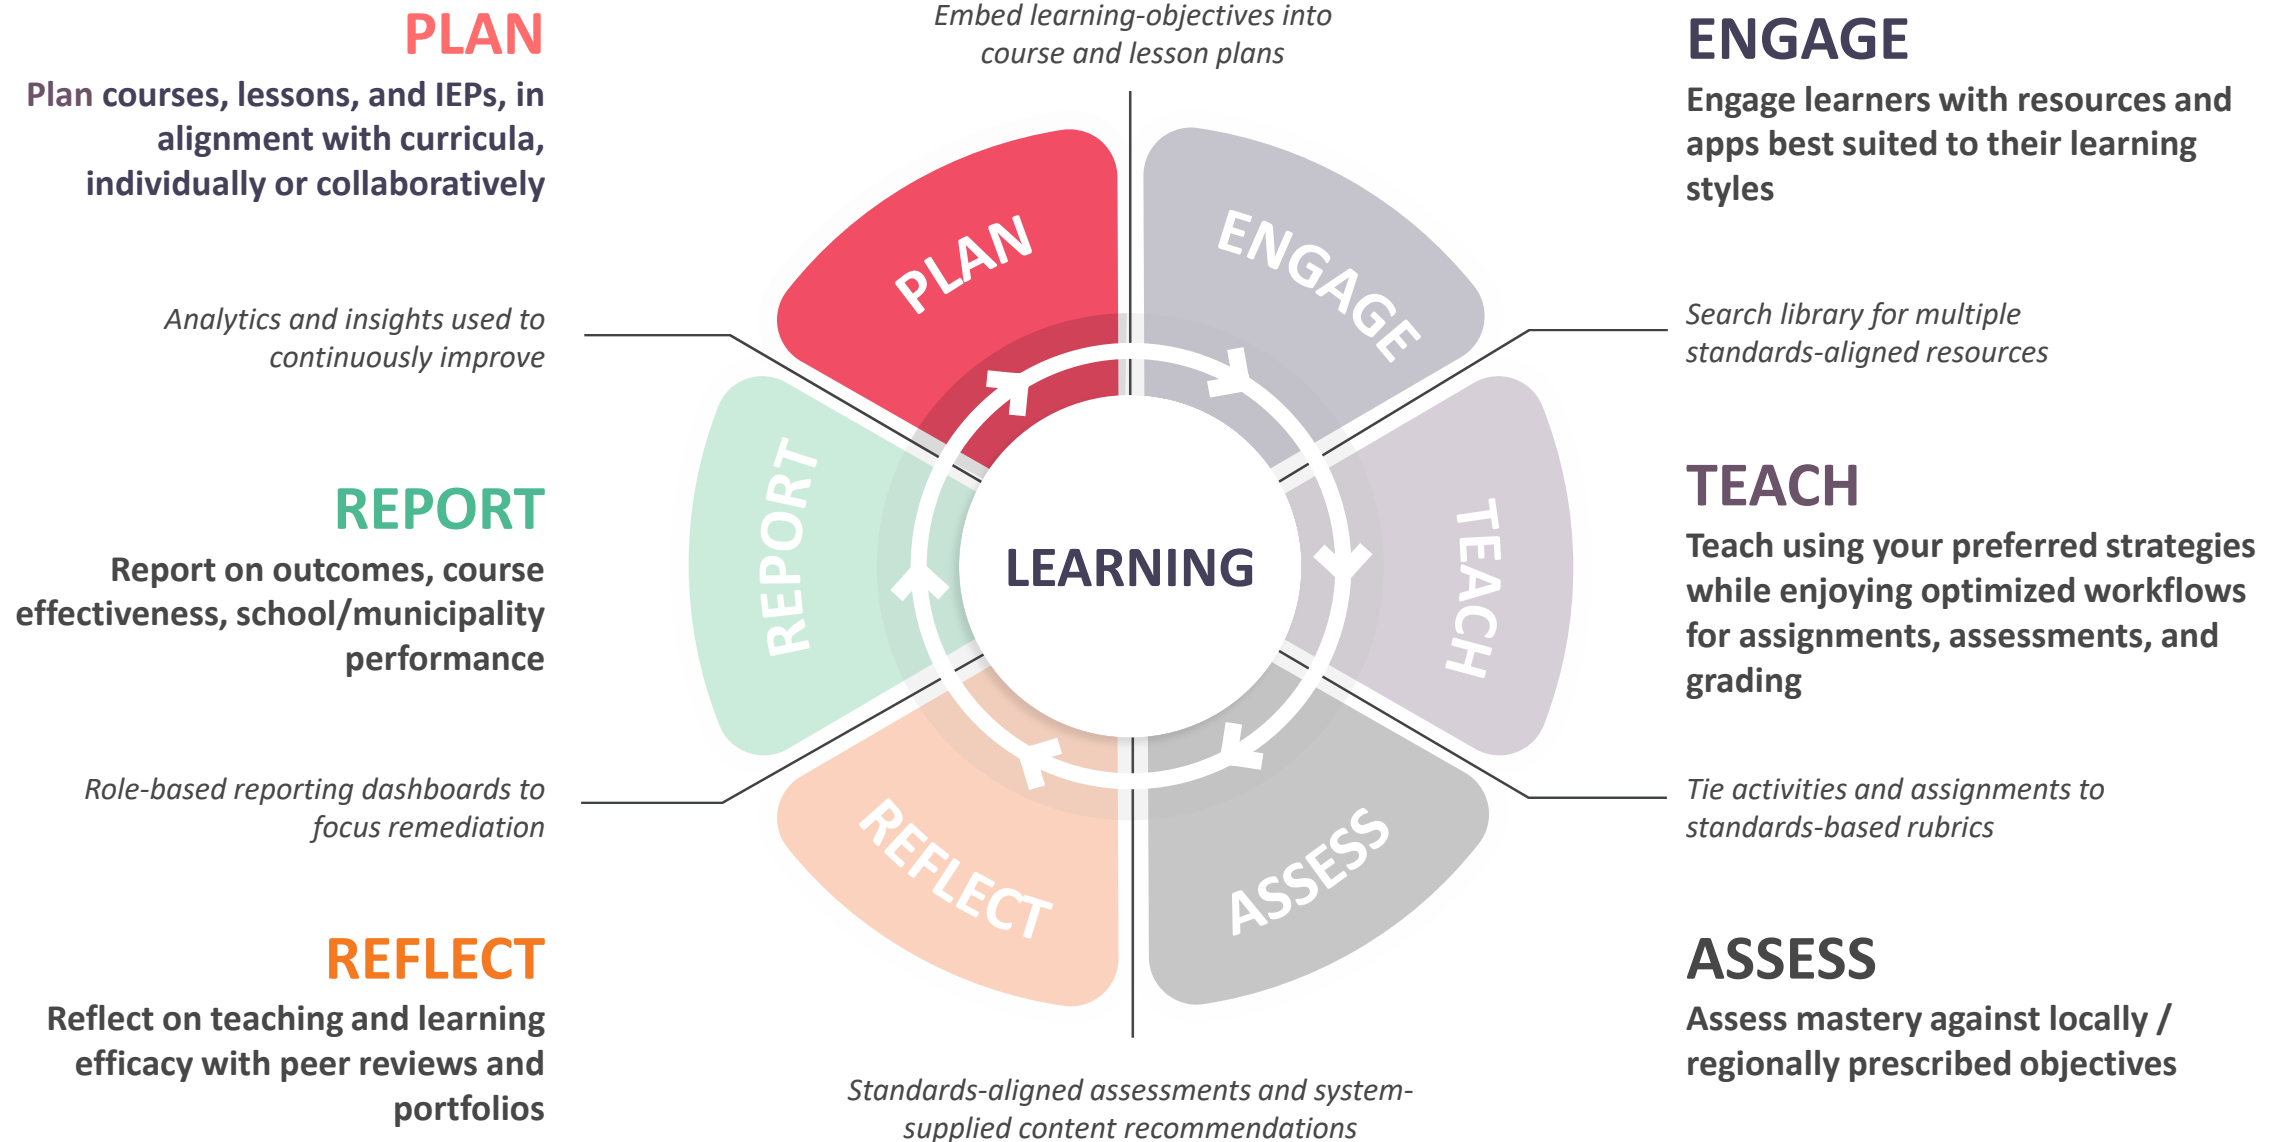 Embed learning-objectives into
course and lesson plans
PLAN
Plan courses, lessons, and IEPs, in
alignment with curricula,
individually or collaboratively
ENGAGE
Engage learners with resources and
apps best suited to their learning
styles
Analytics and insights used to
continuously improve
Search library for multiple
standards-aligned resources
PLAN
ENGAGE
REPORT
LEARNING
TEACH
REFLECT
ASSESS
REPORT
Report on outcomes, course
effectiveness, school/municipality
performance
TEACH
Teach using your preferred strategies
while enjoying optimized workflows
for assignments, assessments, and
grading
Role-based reporting dashboards to
focus remediation
Tie activities and assignments to
standards-based rubrics
REFLECT
Reflect on teaching and learning
efficacy with peer reviews and
portfolios
ASSESS
Assess mastery against locally /
regionally prescribed objectives
Standards-aligned assessments and system-
supplied content recommendations